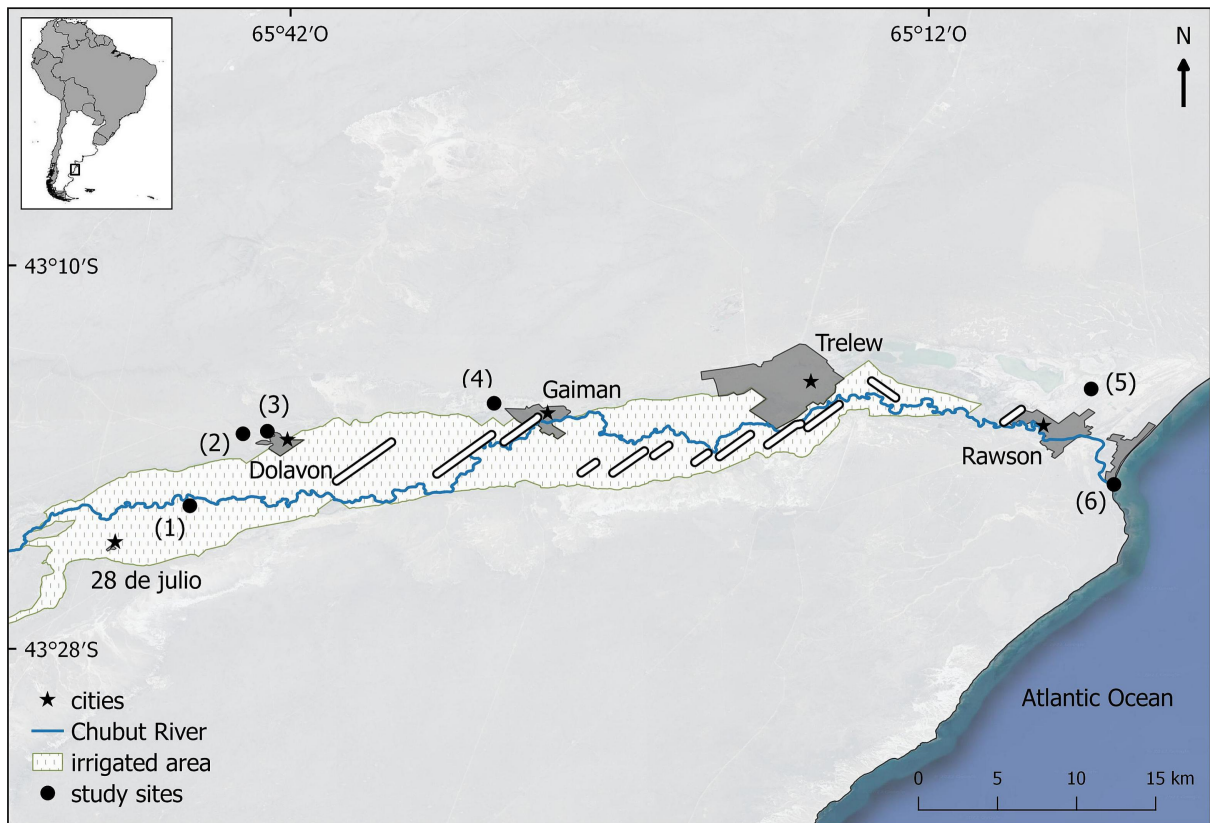 65°42'O
65°12'O
N
43°10'S
Trelew
(4)
Gaiman
(5)
(3)
(2)
Dolavon
Rawson
(6)
(1)
28 de julio
43°28'S
cities
Chubut River
irrigated area
study sites
Atlantic Ocean
0 5 10 15 km